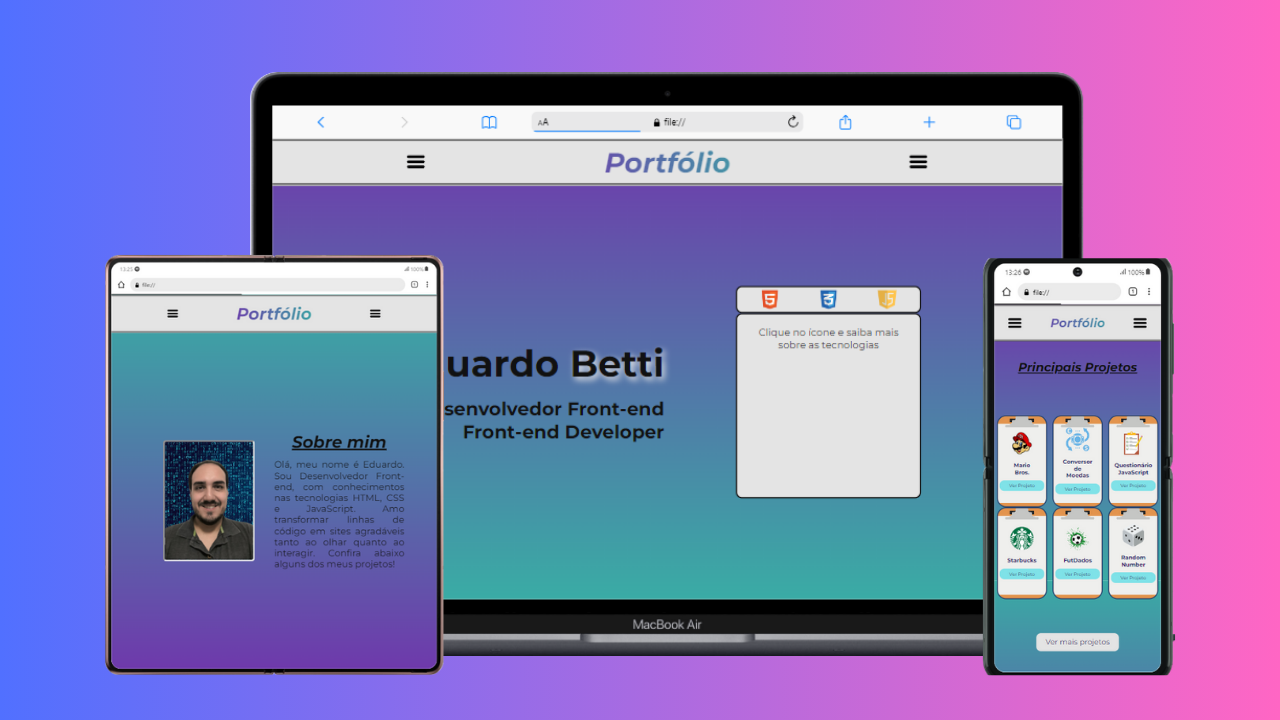 AA
file://
Portfólio
uardo Betti
senvolvedor Front-end
Front-end Developer
5
3
JS
Clique no ícone e saiba mais
sobre as tecnologias
MacBook Air
13:25
100%
file://
1
Portfólio
Sobre mim
Olá, meu nome é Eduardo.
Sou Desenvolvedor Front-
end, com conhecimentos
nas tecnologias HTML, CSS
e JavaScript. Amo
transformar linhas de
código em sites agradáveis
tanto ao olhar quanto ao
interagir. Confira abaixo
alguns dos meus projetos!
13:26
100%
file://
1
Portfólio
Principais Projetos
Mario
Bros.
Ver Projeto
Conversor
de
Moedas
Ver Projeto
Questionário
JavaScript
Ver Projeto
Starbucks
Ver Projeto
FutDados
Ver Projeto
Random
Number
Ver Projeto
Ver mais projetos